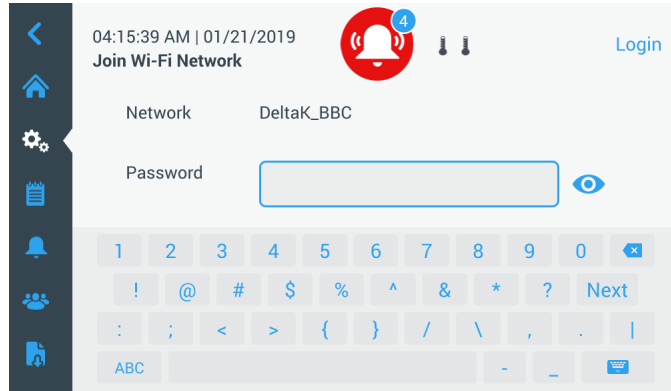 04:15:39 AM | 01/21/2019
4
Login
Join Wi-Fi Network
Network DeltaK_BBC
Password
1 2 3 4 5 6 7 8 9 0
! @ # $ % ^ & * ? Next
: ; < > { } / \ , . |
ABC - _